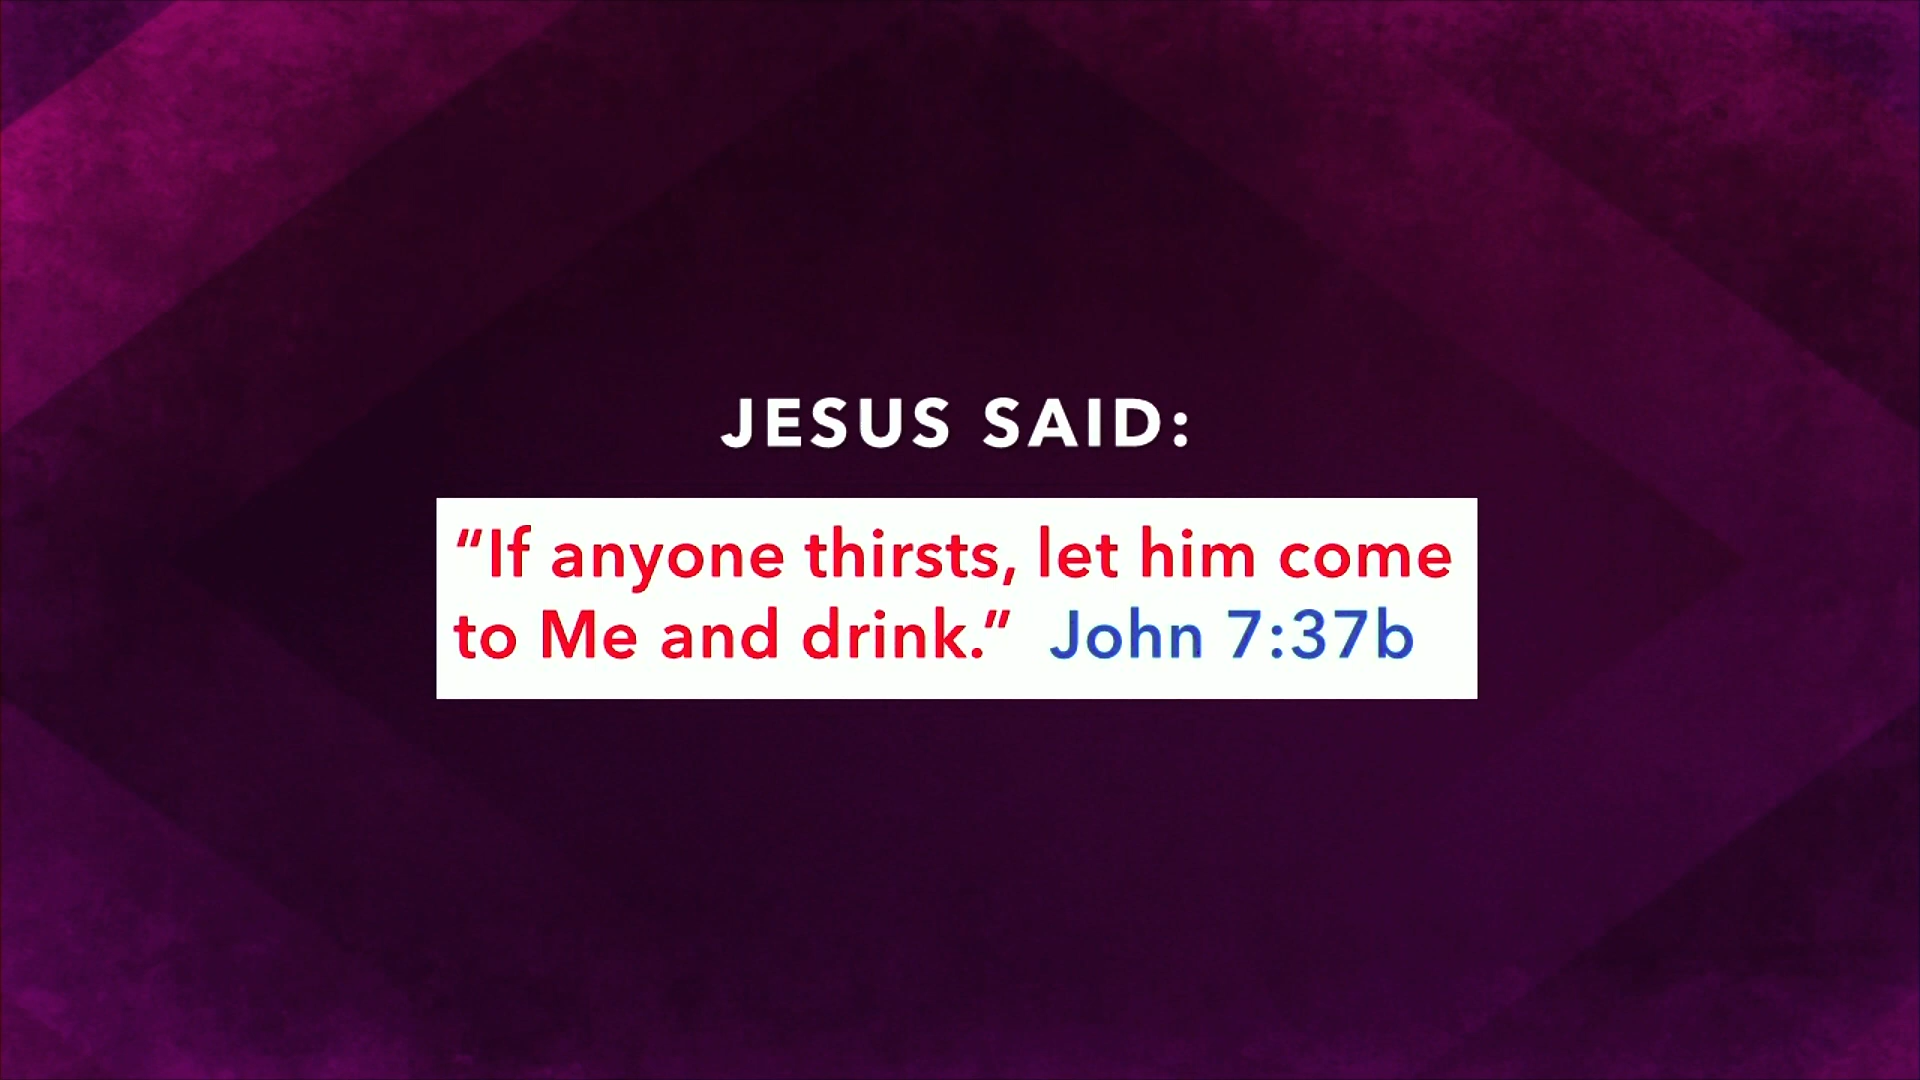 JESUS SAID:
“If anyone thirsts, let him come
to Me and drink.” John 7:37b